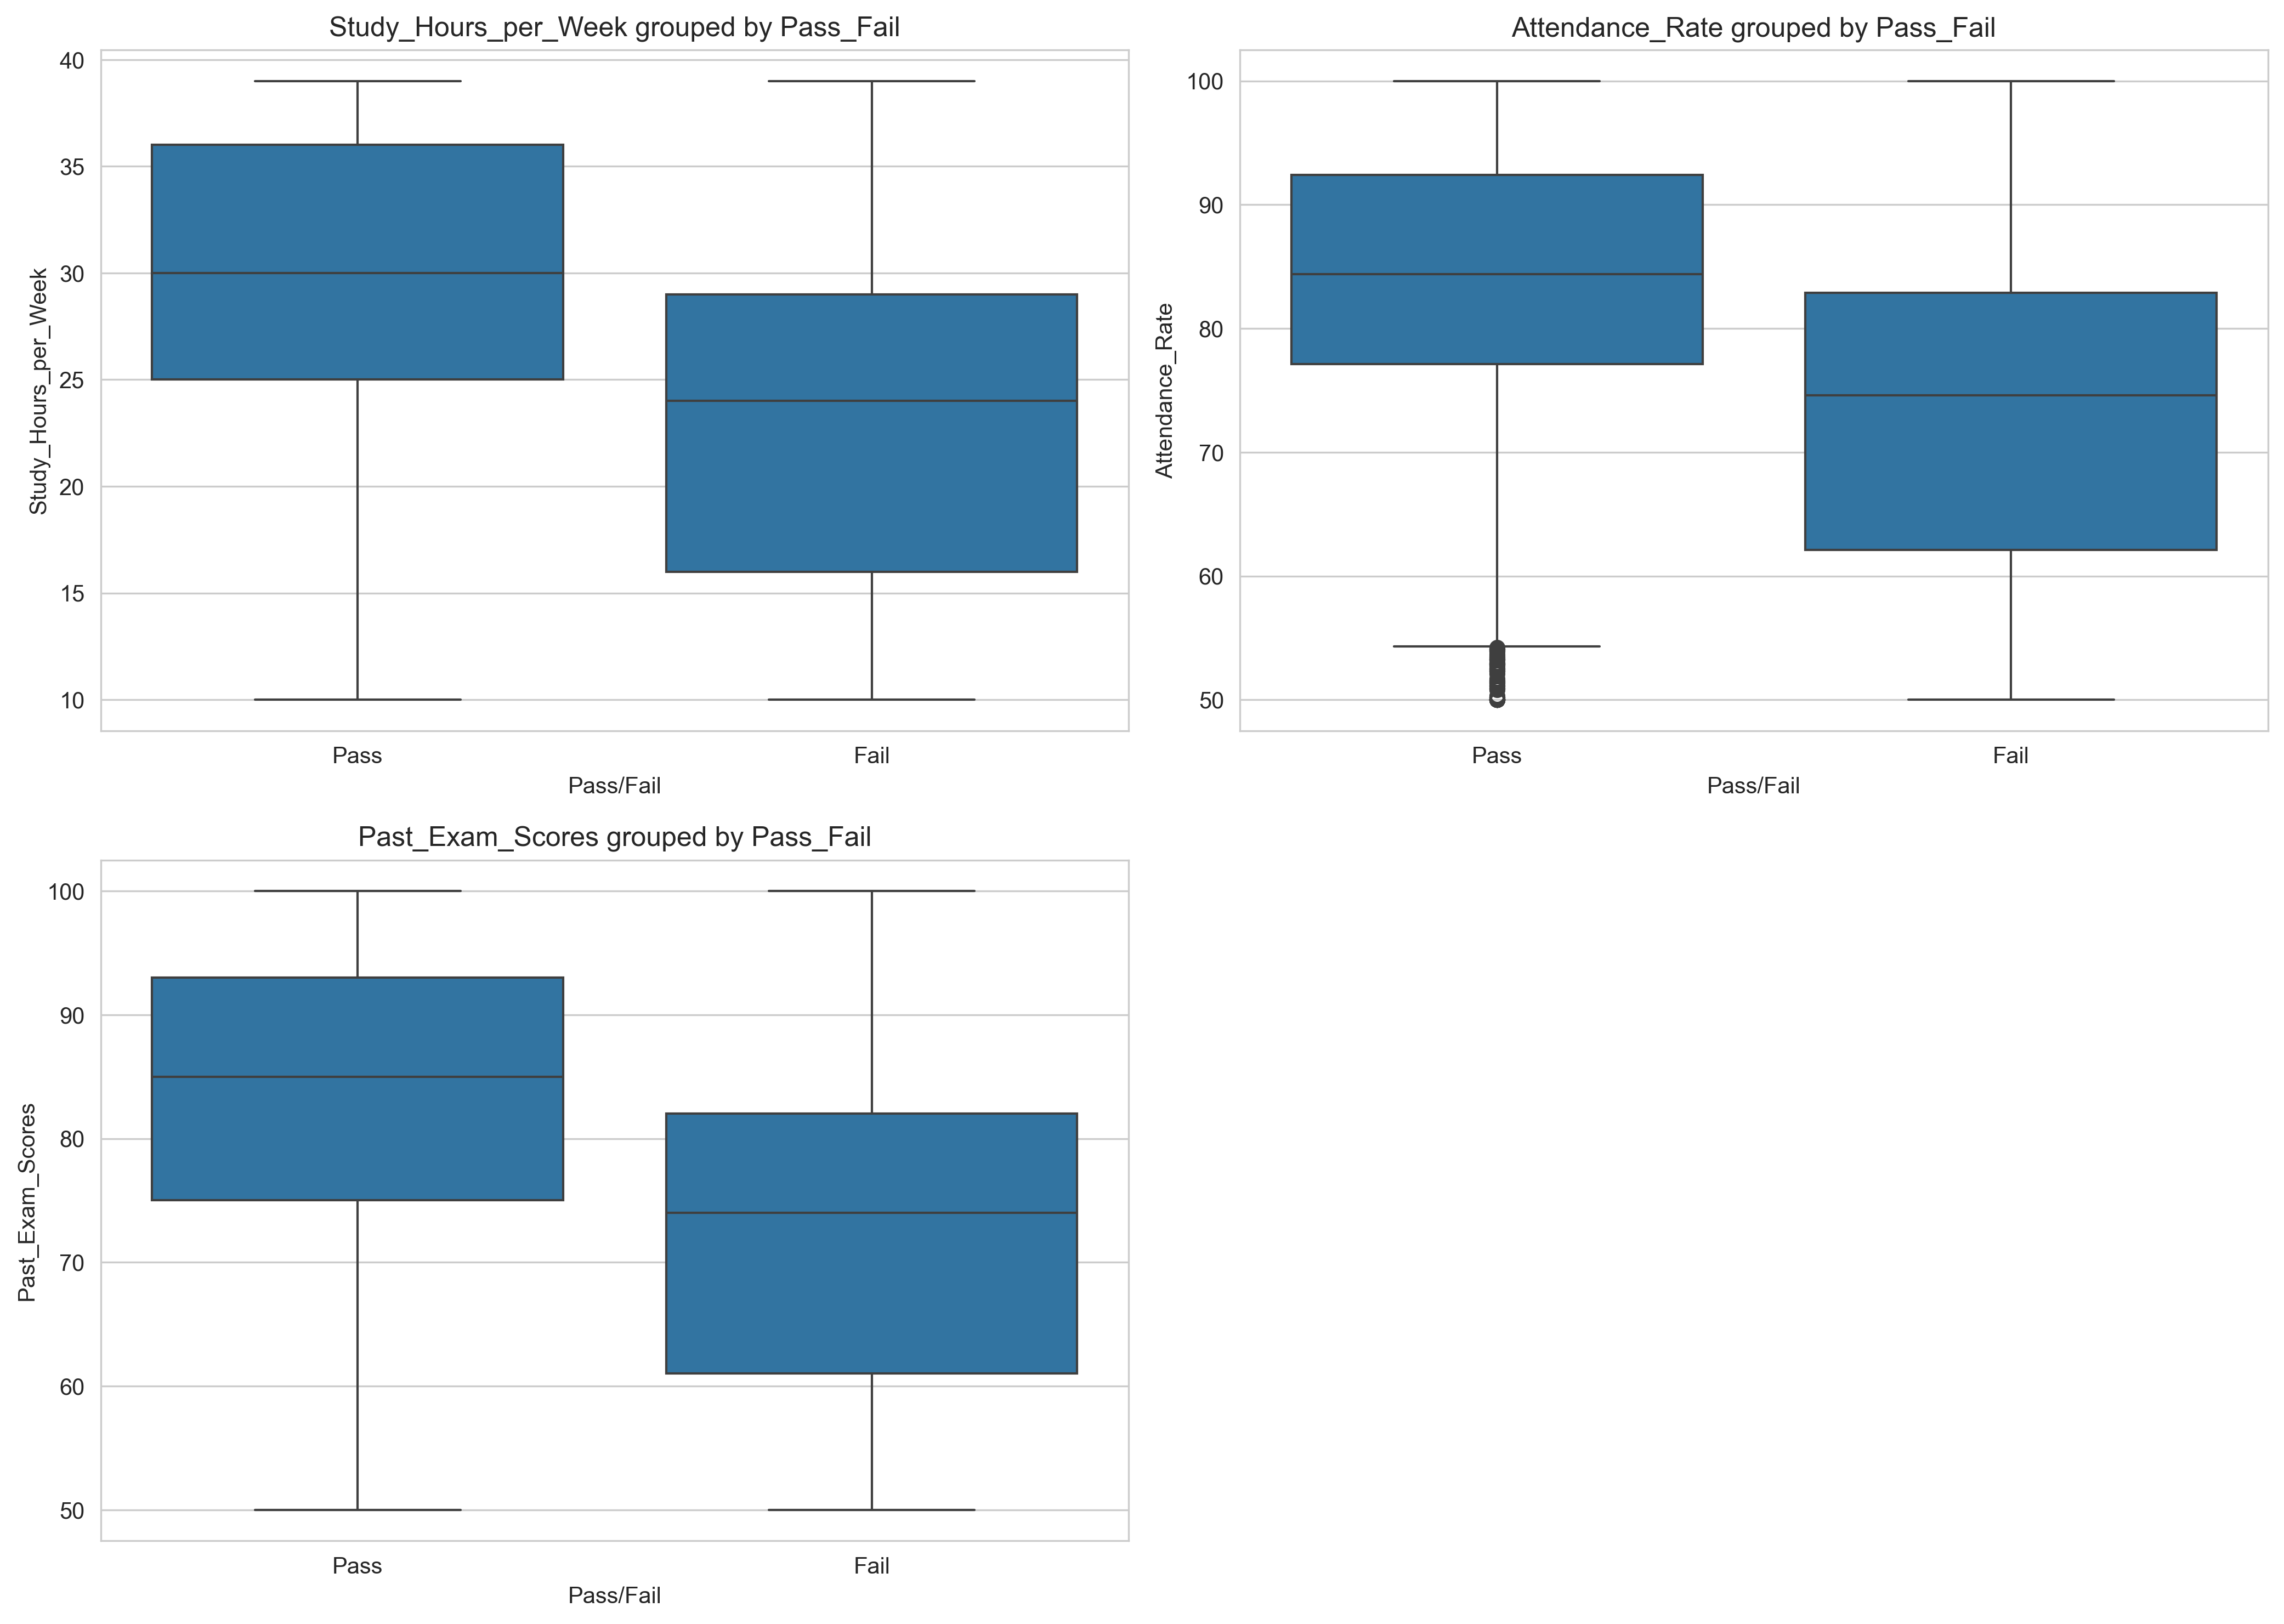 Study_Hours_per_Week grouped by Pass_Fail
Study_Hours_per_Week
40
35
30
25
20
15
10
Pass
Fail
Pass/Fail
Attendance_Rate grouped by Pass_Fail
Attendance_Rate
100
90
80
70
60
50
Pass
Fail
Pass/Fail
Past_Exam_Scores grouped by Pass_Fail
Past_Exam_Scores
100
90
80
70
60
50
Pass
Fail
Pass/Fail